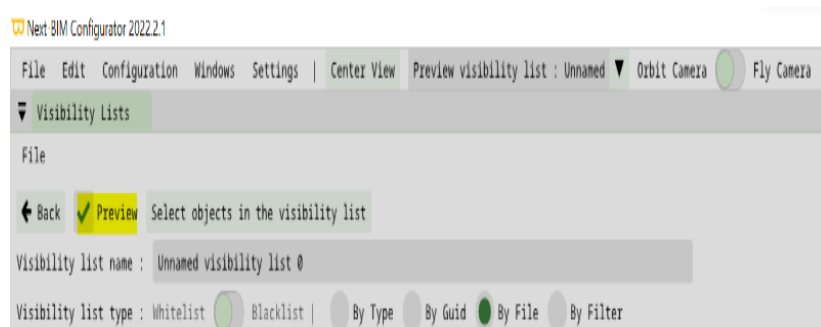 Next-BIM Configurator 2022.2.1
File Edit Configuration Windows Settings | Center View Preview visibility list : Unnamed ▼ Orbit Camera Fly Camera
Visibility Lists
File
Back Preview Select objects in the visibility list
Visibility list name : Unnamed visibility list 0
Visibility list type : Whitelist Blacklist | By Type By Guid By File By Filter